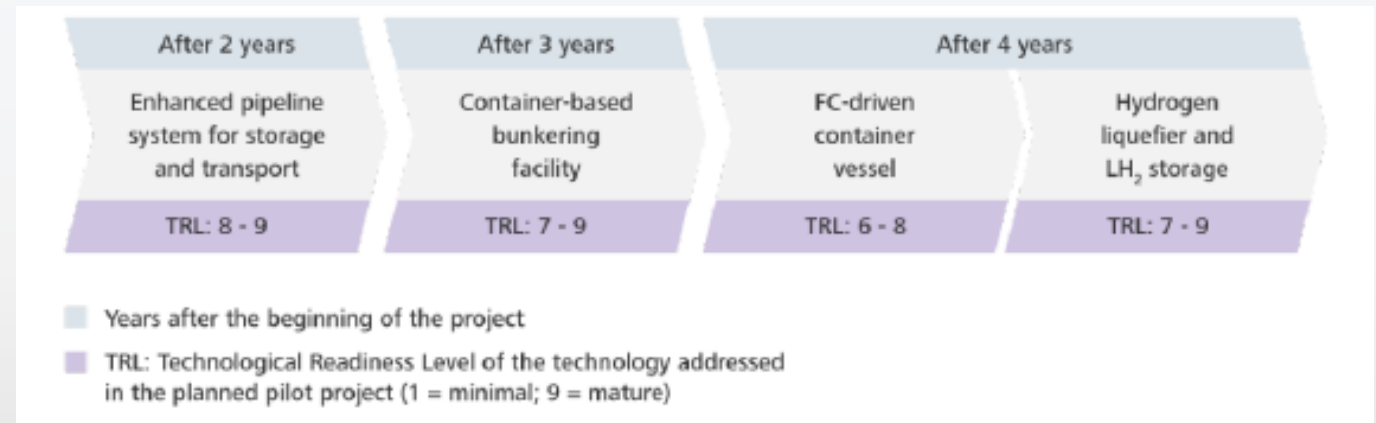 After 2 years
After 3 years
After 4 years
Enhanced pipeline
system for storage
and transport
Container-based
bunkering
facility
FC-driven
container
vessel
Hydrogen
liquefier and
LH₂ storage
TRL: 8 - 9
TRL: 7 - 9
TRL: 6 - 8
TRL: 7 - 9
Years after the beginning of the project
TRL: Technological Readiness Level of the technology addressed
in the planned pilot project (1 = minimal; 9 = mature)